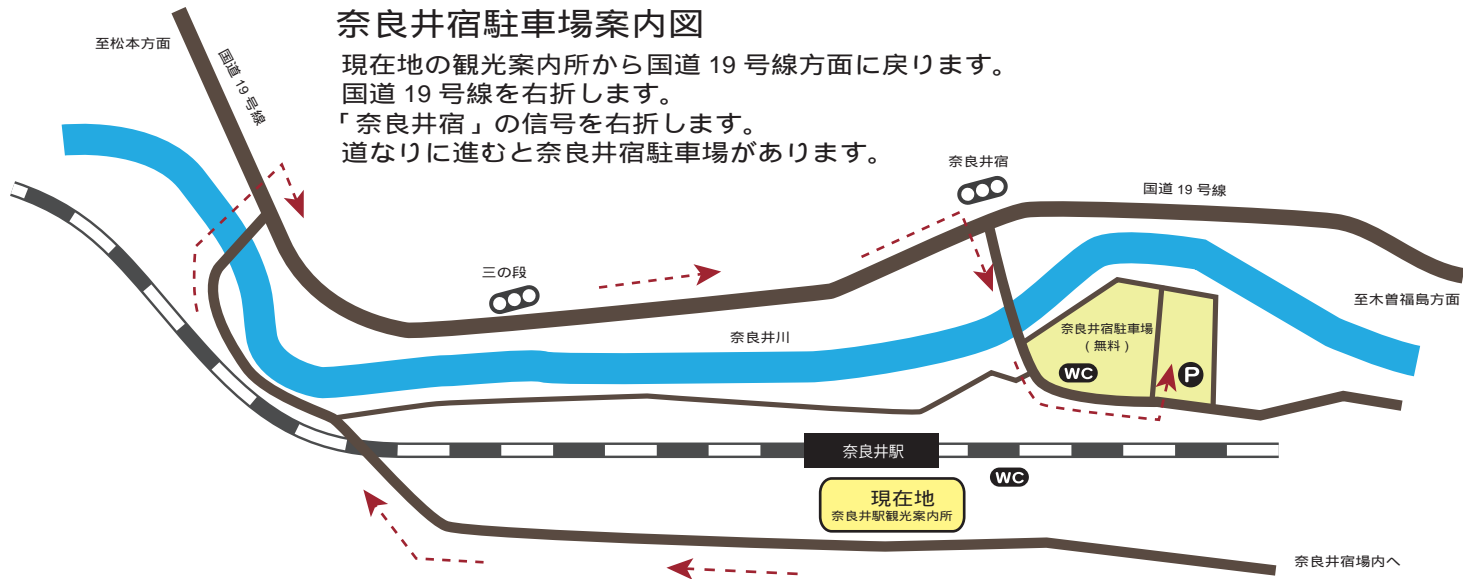 奈良井宿駐車場案内図
現在地の観光案内所から国道 19 号線方面に戻ります。
国道 19 号線を右折します。
「奈良井宿」の信号を右折します。
道なりに進むと奈良井宿駐車場があります。
至松本方面
国道 19 号線
奈良井宿
国道 19 号線
三の段
至木曽福島方面
奈良井川
奈良井宿駐車場
(無料)
WC
P
奈良井駅
WC
現在地
奈良井駅観光案内所
奈良井宿場内へ